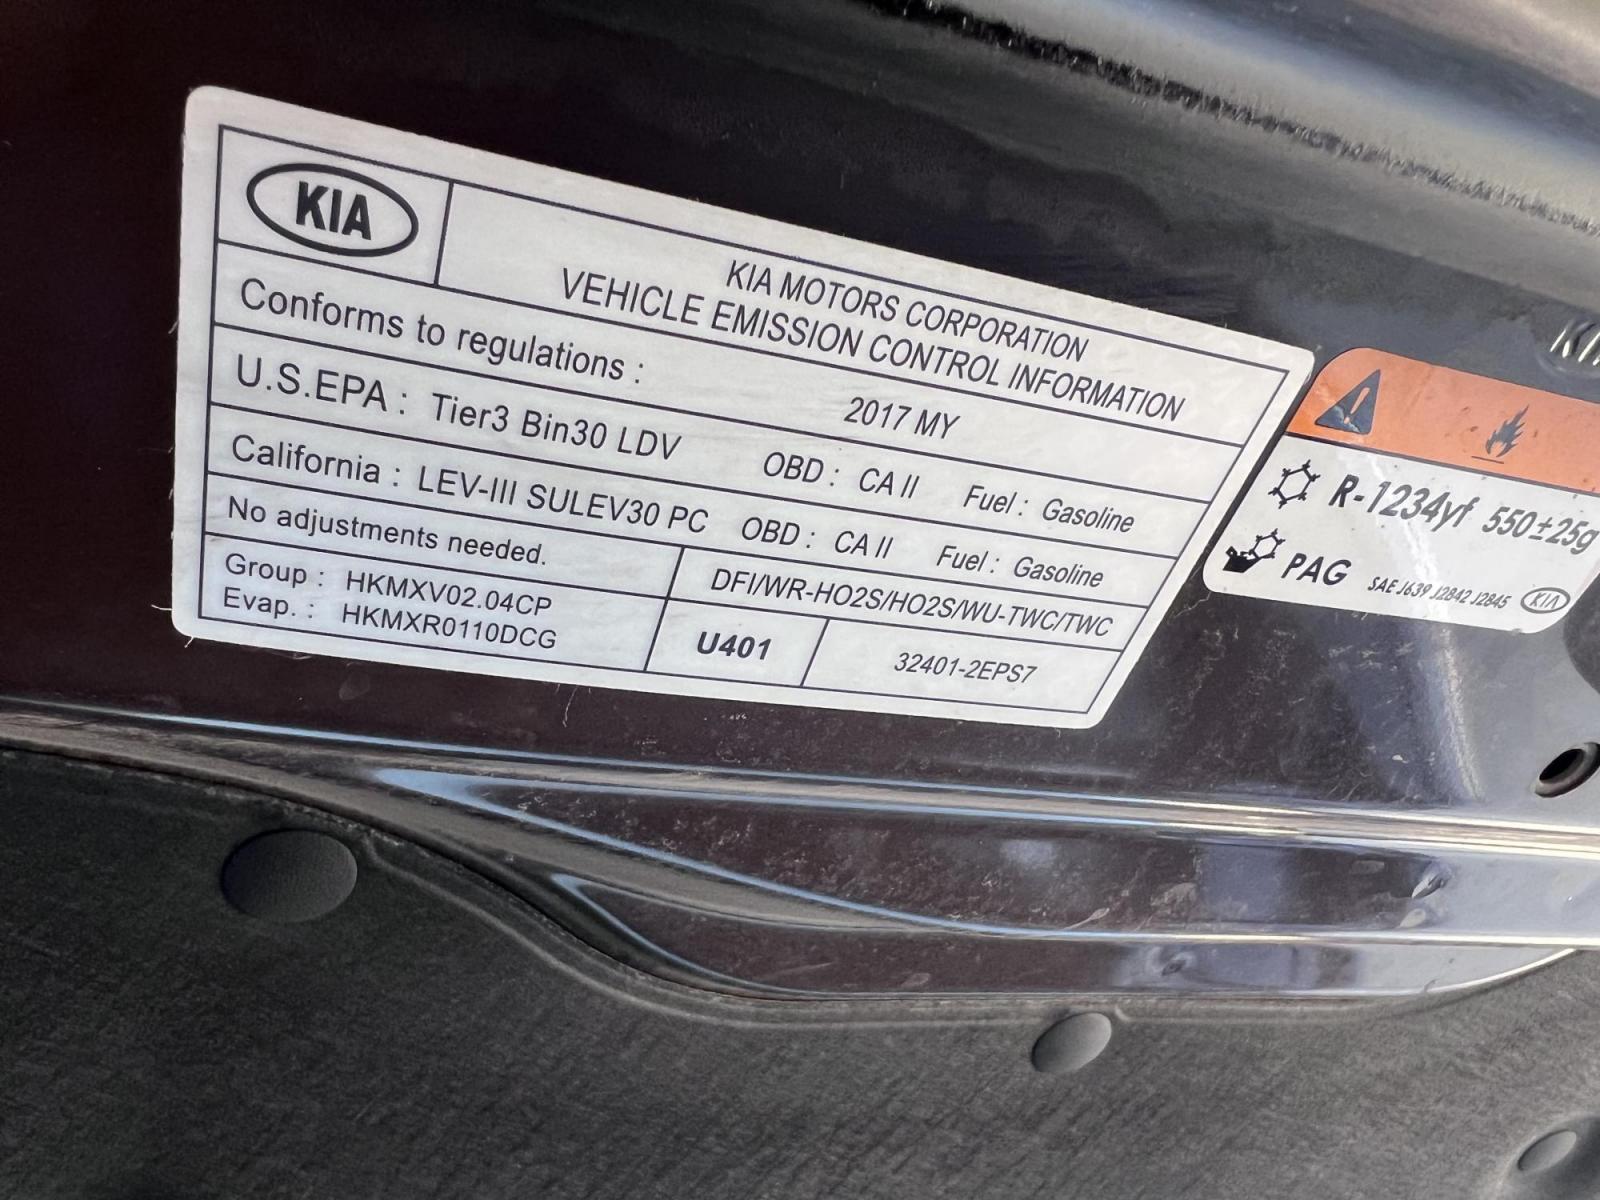 KIA
KIA MOTORS CORPORATION
VEHICLE EMISSION CONTROL INFORMATION
Conforms to regulations : 2017 MY
U.S.EPA : Tier3 Bin30 LDV OBD : CA II Fuel : Gasoline
California : LEV-III SULEV30 PC OBD : CA II Fuel : Gasoline
No adjustments needed.
DFI/WR-HO2S/HO2S/WU-TWC/TWC
Group : HKMXV02.04CP
Evap. : HKMXR0110DCG
U401
32401-2EPS7
R-1234yf 550±25g
PAG SAE J639 J2842 J2845 KIA